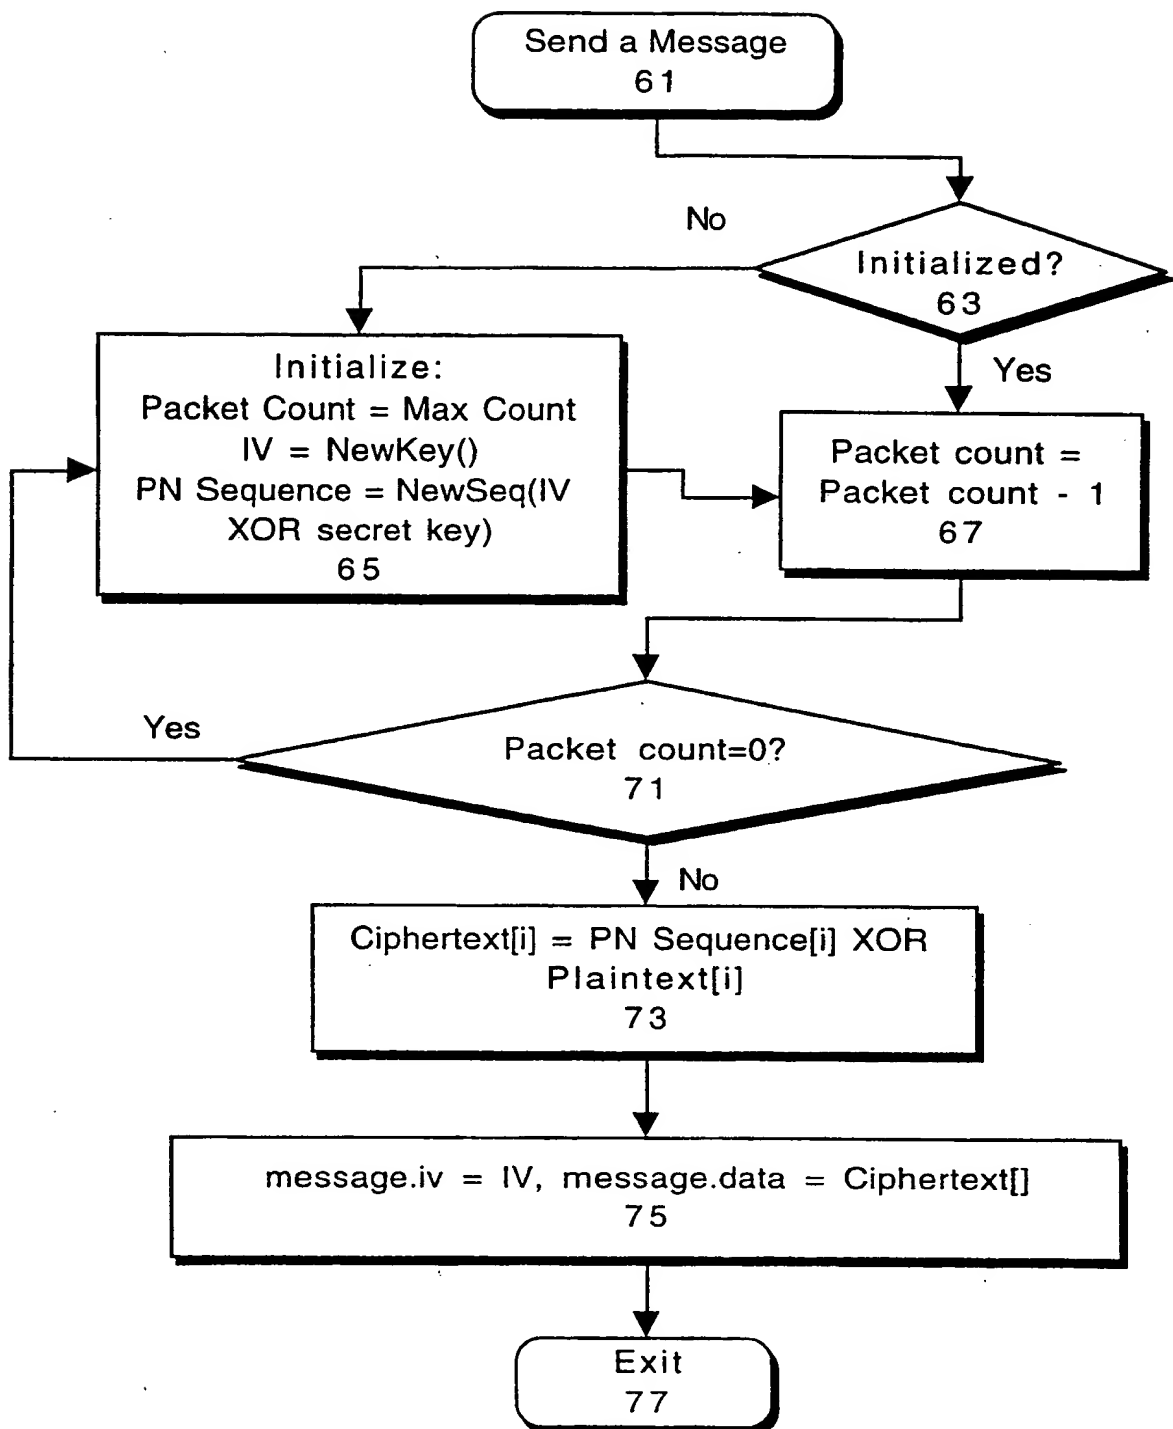 Send a Message
61
No
Initialized?
63
Yes
Initialize:
Packet Count = Max Count
IV = NewKey()
PN Sequence = NewSeq(IV
XOR secret key)
65
Packet count =
Packet count - 1
67
Yes
Packet count=0?
71
No
Ciphertext[i] = PN Sequence[i] XOR
Plaintext[i]
73
message.iv = IV, message.data = Ciphertext[]
75
Exit
77